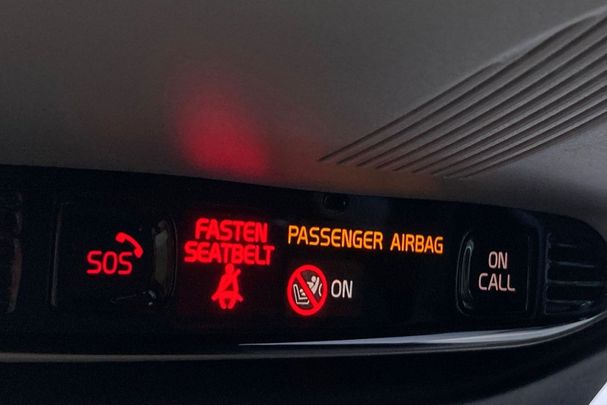 SOS
FASTEN
SEATBELT
PASSENGER AIRBAG
ON
ON
CALL